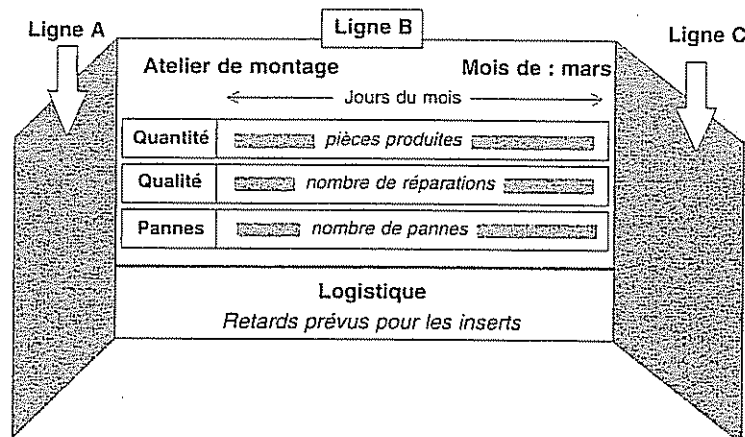 Ligne A
Ligne B
Ligne C
Atelier de montage
Mois de : mars
Jours du mois
Quantité
pièces produites
Qualité
nombre de réparations
Pannes
nombre de pannes
Logistique
Retards prévus pour les inserts